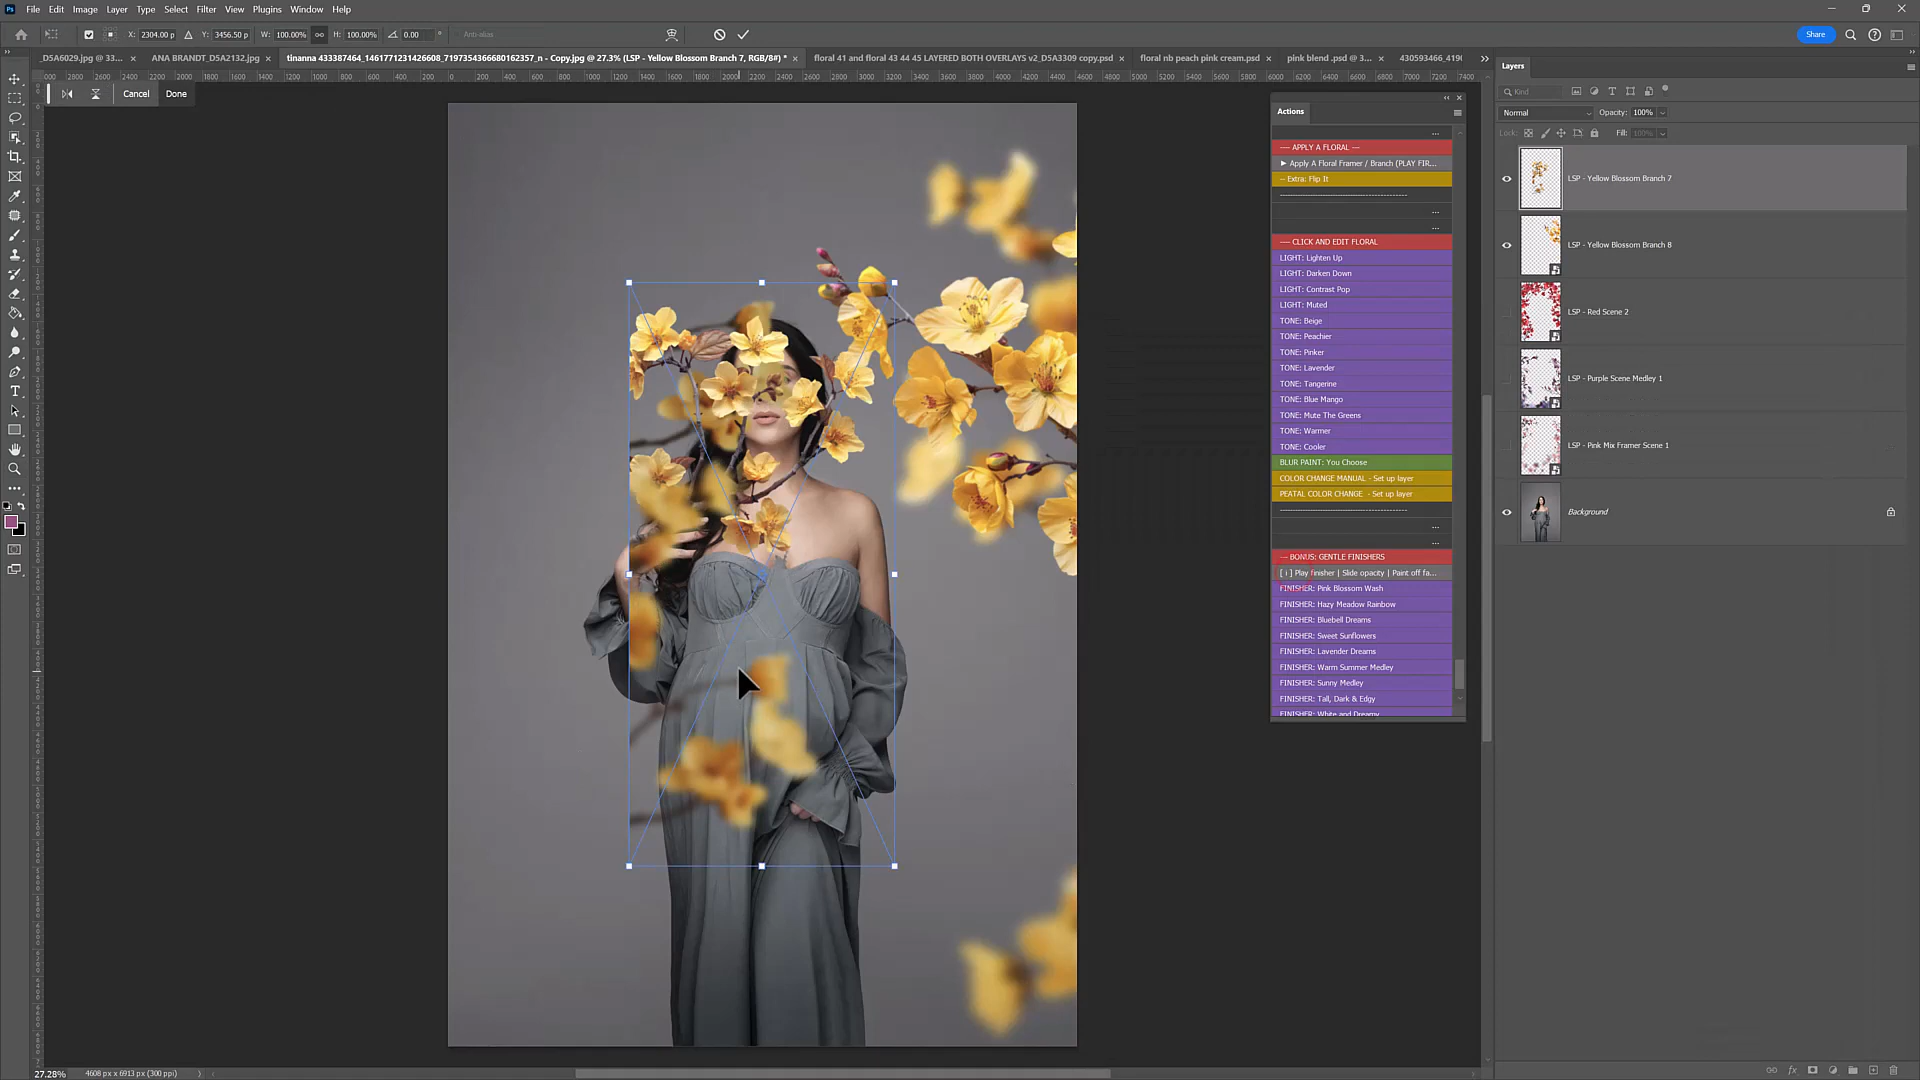 Ps File Edit Image Layer Type Select Filter View Plugins Window Help
X: 2304.00 p Y: 3456.50 p W: 100.00% H: 100.00% 0.00 ° Anti-alias Share
_D5A6029.jpg @ 33... × ANA BRANDT_D5A2132.jpg × tinanna 433387464_1461771231426608_7197354366680162357_n - Copy.jpg @ 27.3% (LSP - Yellow Blossom Branch 7, RGB/8#) * × floral 41 and floral 43 44 45 LAYERED BOTH OVERLAYS v2_D5A3309 copy.psd × floral nb peach pink cream.psd × pink blend .psd @ 3... × 430593466_419(
Cancel Done
Actions
...
---- APPLY A FLORAL ---
► Apply A Floral Framer / Branch (PLAY FIR...
-- Extra: Flip It
...
...
---- CLICK AND EDIT FLORAL
LIGHT: Lighten Up
LIGHT: Darken Down
LIGHT: Contrast Pop
LIGHT: Muted
TONE: Beige
TONE: Peachier
TONE: Pinker
TONE: Lavender
TONE: Tangerine
TONE: Blue Mango
TONE: Mute The Greens
TONE: Warmer
TONE: Cooler
BLUR PAINT: You Choose
COLOR CHANGE MANUAL - Set up layer
PEATAL COLOR CHANGE - Set up layer
...
...
--- BONUS: GENTLE FINISHERS
[ i ] Play finisher | Slide opacity | Paint off fa...
FINISHER: Pink Blossom Wash
FINISHER: Hazy Meadow Rainbow
FINISHER: Bluebell Dreams
FINISHER: Sweet Sunflowers
FINISHER: Lavender Dreams
FINISHER: Warm Summer Medley
FINISHER: Sunny Medley
FINISHER: Tall, Dark & Edgy
FINISHER: White and Dreamy
Layers
Kind
Normal Opacity: 100%
Lock: Fill: 100%
LSP - Yellow Blossom Branch 7
LSP - Yellow Blossom Branch 8
LSP - Red Scene 2
LSP - Purple Scene Medley 1
LSP - Pink Mix Framer Scene 1
Background
27.28% 4608 px x 6913 px (300 ppi)